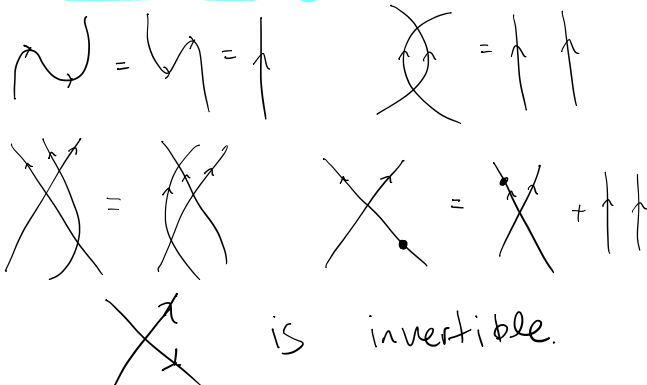 = =
=
=
= +
is invertible.